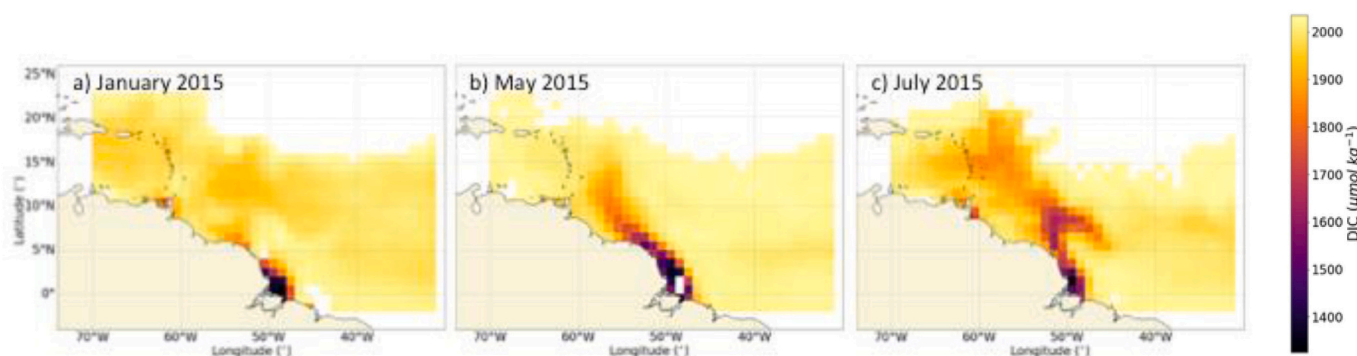 a) January 2015
b) May 2015
c) July 2015
25°N
20°N
15°N
10°N
5°N
0°
Latitude [°]
70°W 60°W 50°W 40°W
70°W 60°W 50°W 40°W
70°W 60°W 50°W 40°W
Longitude [°]
Longitude [°]
Longitude [°]
2000
1900
1800
1700
1600
1500
1400
DIC (μmol kg⁻¹)